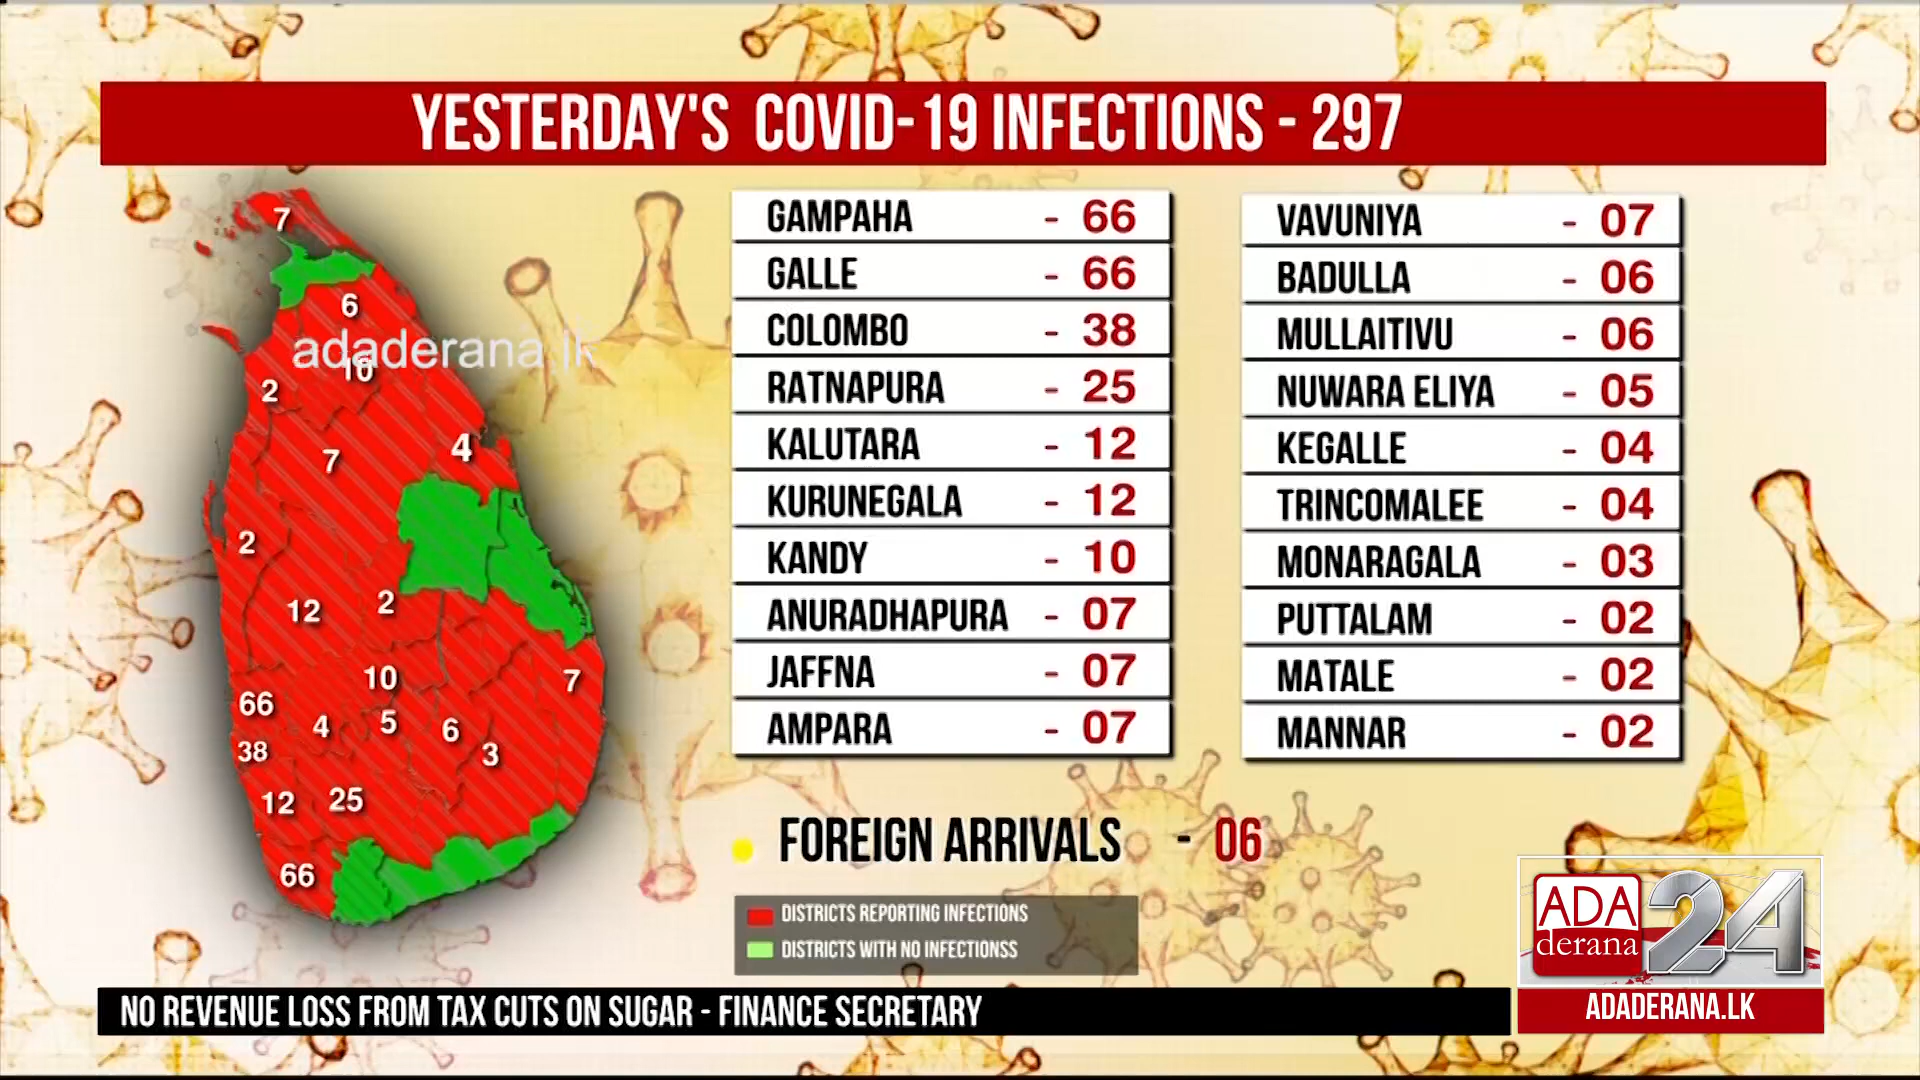 YESTERDAY'S COVID-19 INFECTIONS - 297
7
6
adaderana.lk
10
2
7
4
2
12
2
10
7
66
4
5
6
38
3
12
25
66
GAMPAHA - 66
GALLE - 66
COLOMBO - 38
RATNAPURA - 25
KALUTARA - 12
KURUNEGALA - 12
KANDY - 10
ANURADHAPURA - 07
JAFFNA - 07
AMPARA - 07
VAVUNIYA - 07
BADULLA - 06
MULLAITIVU - 06
NUWARA ELIYA - 05
KEGALLE - 04
TRINCOMALEE - 04
MONARAGALA - 03
PUTTALAM - 02
MATALE - 02
MANNAR - 02
FOREIGN ARRIVALS - 06
DISTRICTS REPORTING INFECTIONS
DISTRICTS WITH NO INFECTIONSS
ADA
derana
24
ADADERANA.LK
NO REVENUE LOSS FROM TAX CUTS ON SUGAR - FINANCE SECRETARY